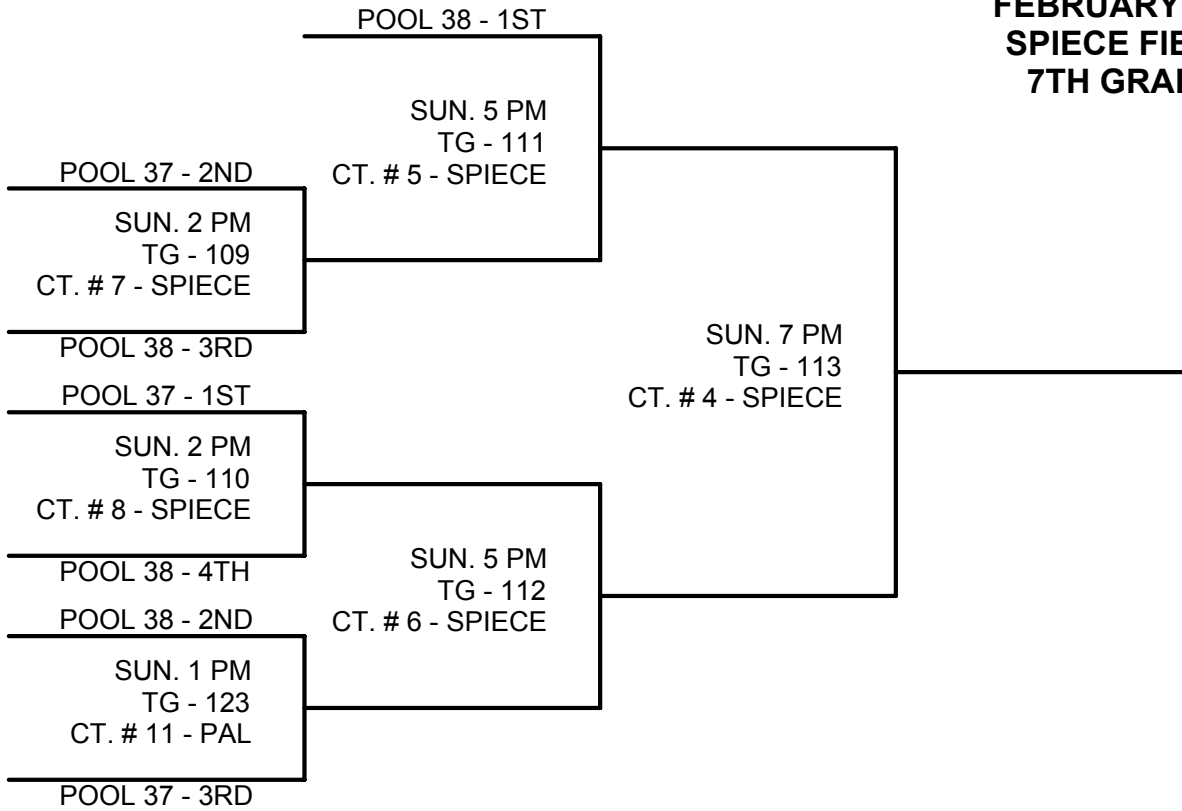 FEBRUARY
SPIECE
7TH
POOL 38 - 1ST
SUN. 5 PM
TG - 111
CT. # 5 - SPIECE
POOL 37 - 2ND
SUN. 2 PM
TG - 109
CT. # 7 - SPIECE
POOL 38 - 3RD
SUN. 7 PM
TG - 113
CT. # 4 - SPIECE
POOL 37 - 1ST
SUN. 2 PM
TG - 110
CT. # 8 - SPIECE
POOL 38 - 4TH
SUN. 5 PM
TG - 112
CT. # 6 - SPIECE
POOL 38 - 2ND
SUN. 1 PM
TG - 123
CT. # 11 - PAL
POOL 37 - 3RD